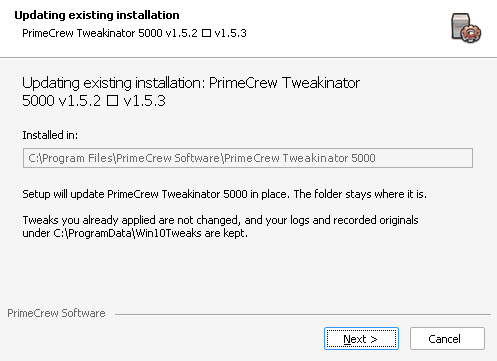 Updating existing installation
PrimeCrew Tweakinator 5000 v1.5.2 □ v1.5.3
Updating existing installation: PrimeCrew Tweakinator
5000 v1.5.2 □ v1.5.3
Installed in:
C:\Program Files\PrimeCrew Software\PrimeCrew Tweakinator 5000
Setup will update PrimeCrew Tweakinator 5000 in place. The folder stays where it is.
Tweaks you already applied are not changed, and your logs and recorded originals
under C:\ProgramData\Win10Tweaks are kept.
PrimeCrew Software
Next >
Cancel